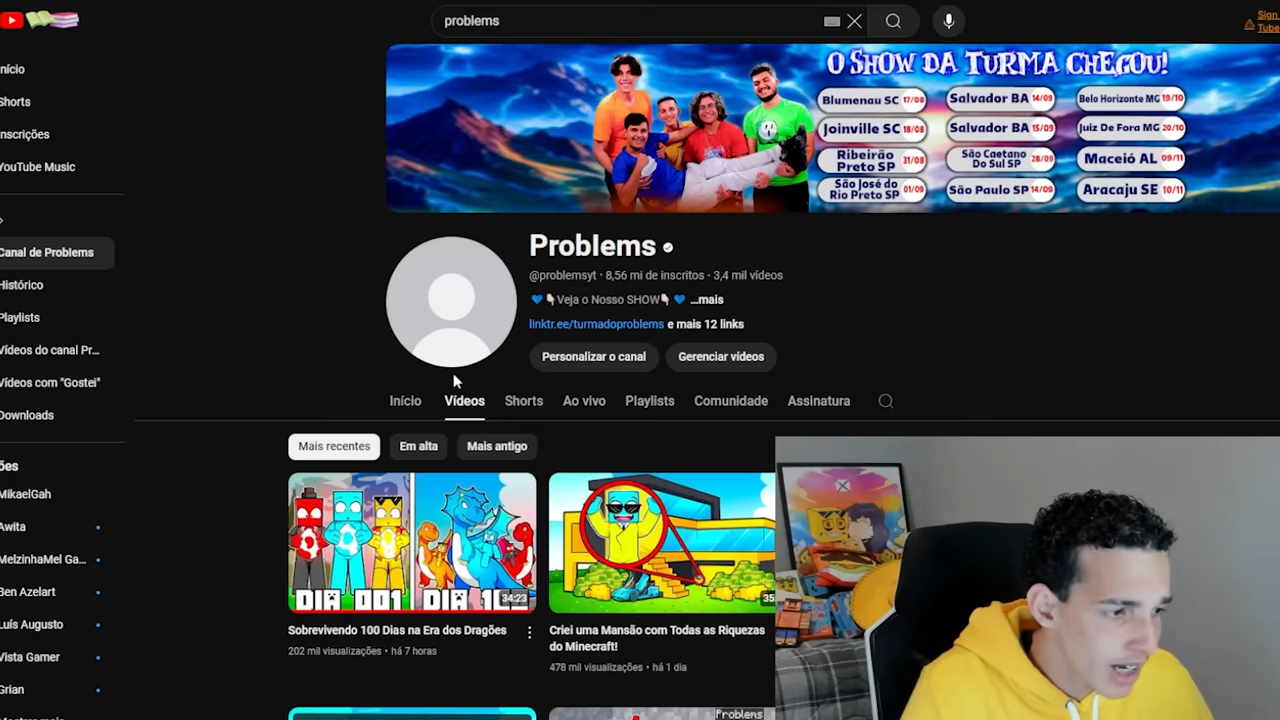 problems
Sign
Tube
O SHOW DA TURMA CHEGOU!
Blumenau SC 17/08
Salvador BA 14/09
Belo Horizonte MG 19/10
Joinville SC 18/08
Salvador BA 15/09
Juiz De Fora MG 20/10
Ribeirão
Preto SP 31/08
São Caetano
Do Sul SP 28/09
Maceió AL 09/11
São José do
Rio Preto SP 01/09
São Paulo SP 14/09
Aracaju SE 10/11
nício
Shorts
nscrições
YouTube Music
Canal de Problems
Histórico
Playlists
Vídeos do canal Pr...
Vídeos com "Gostei"
Downloads
ões
MikaelGah
Awita
MelzinhaMel Ga...
Ben Azelart
Luís Augusto
Vista Gamer
Grian
Problems
@problemsyt · 8,56 mi de inscritos · 3,4 mil vídeos
Veja o Nosso SHOW ...mais
linktr.ee/turmadoproblems e mais 12 links
Personalizar o canal Gerenciar vídeos
Início Vídeos Shorts Ao vivo Playlists Comunidade Assinatura
Mais recentes Em alta Mais antigo
DIA 001
34:23
35
Sobrevivendo 100 Dias na Era dos Dragões
202 mil visualizações • há 7 horas
Criei uma Mansão com Todas as Riquezas
do Minecraft!
478 mil visualizações • há 1 dia
Problems